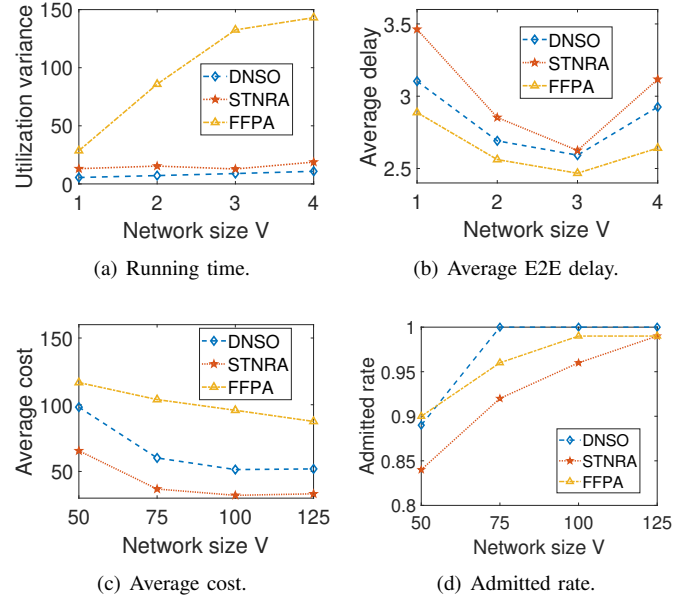 150
100
50
0
Utilization variance
DNSO
STNRA
FFPA
1 2 3 4
Network size V
(a) Running time.
3.5
3
2.5
Average delay
DNSO
STNRA
FFPA
1 2 3 4
Network size V
(b) Average E2E delay.
150
100
50
Average cost
DNSO
STNRA
FFPA
50 75 100 125
Network size V
(c) Average cost.
1
0.95
0.9
0.85
0.8
Admitted rate
DNSO
STNRA
FFPA
50 75 100 125
Network size V
(d) Admitted rate.